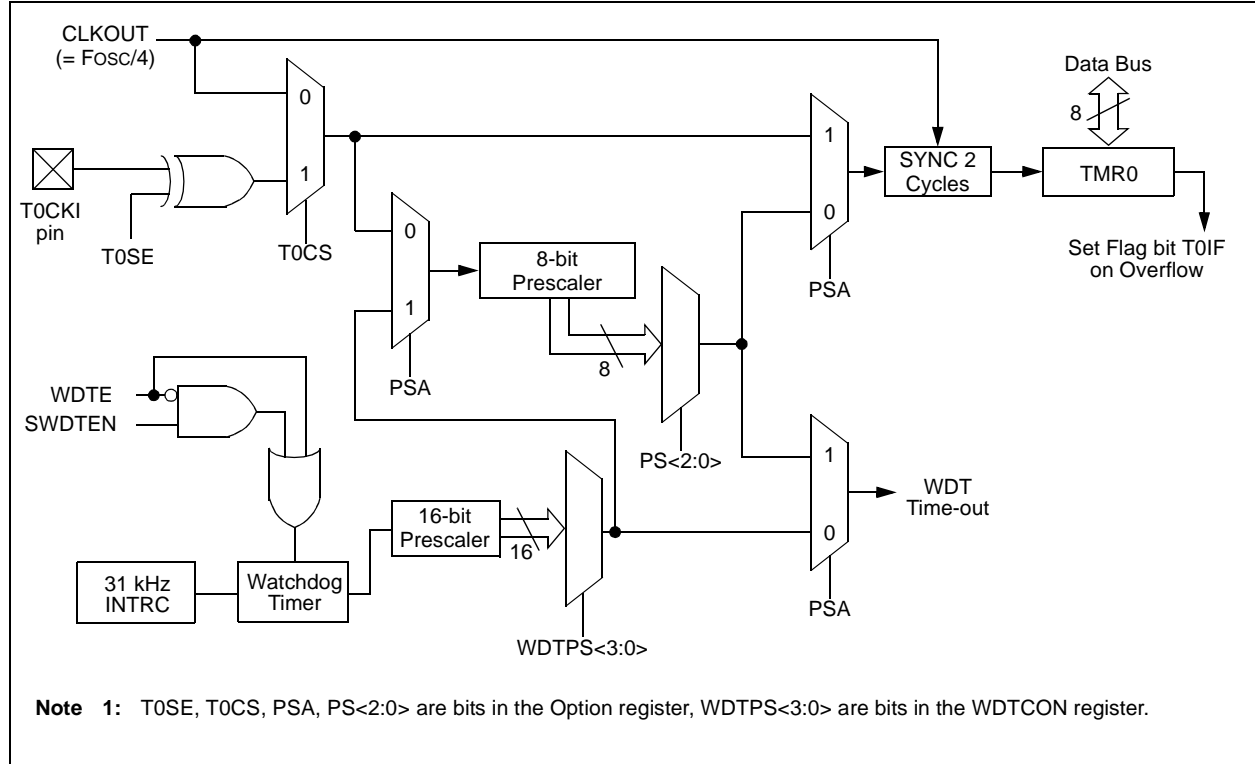 CLKOUT
(= FOSC/4)
0
1
T0CKI
pin
T0SE
T0CS
0
1
PSA
8-bit
Prescaler
8
PS<2:0>
1
0
PSA
SYNC 2
Cycles
Data Bus
8
TMR0
Set Flag bit T0IF
on Overflow
WDTE
SWDTEN
31 kHz
INTRC
Watchdog
Timer
16-bit
Prescaler
16
WDTPS<3:0>
1
0
PSA
WDT
Time-out
Note 1: T0SE, T0CS, PSA, PS<2:0> are bits in the Option register, WDTPS<3:0> are bits in the WDTCON register.